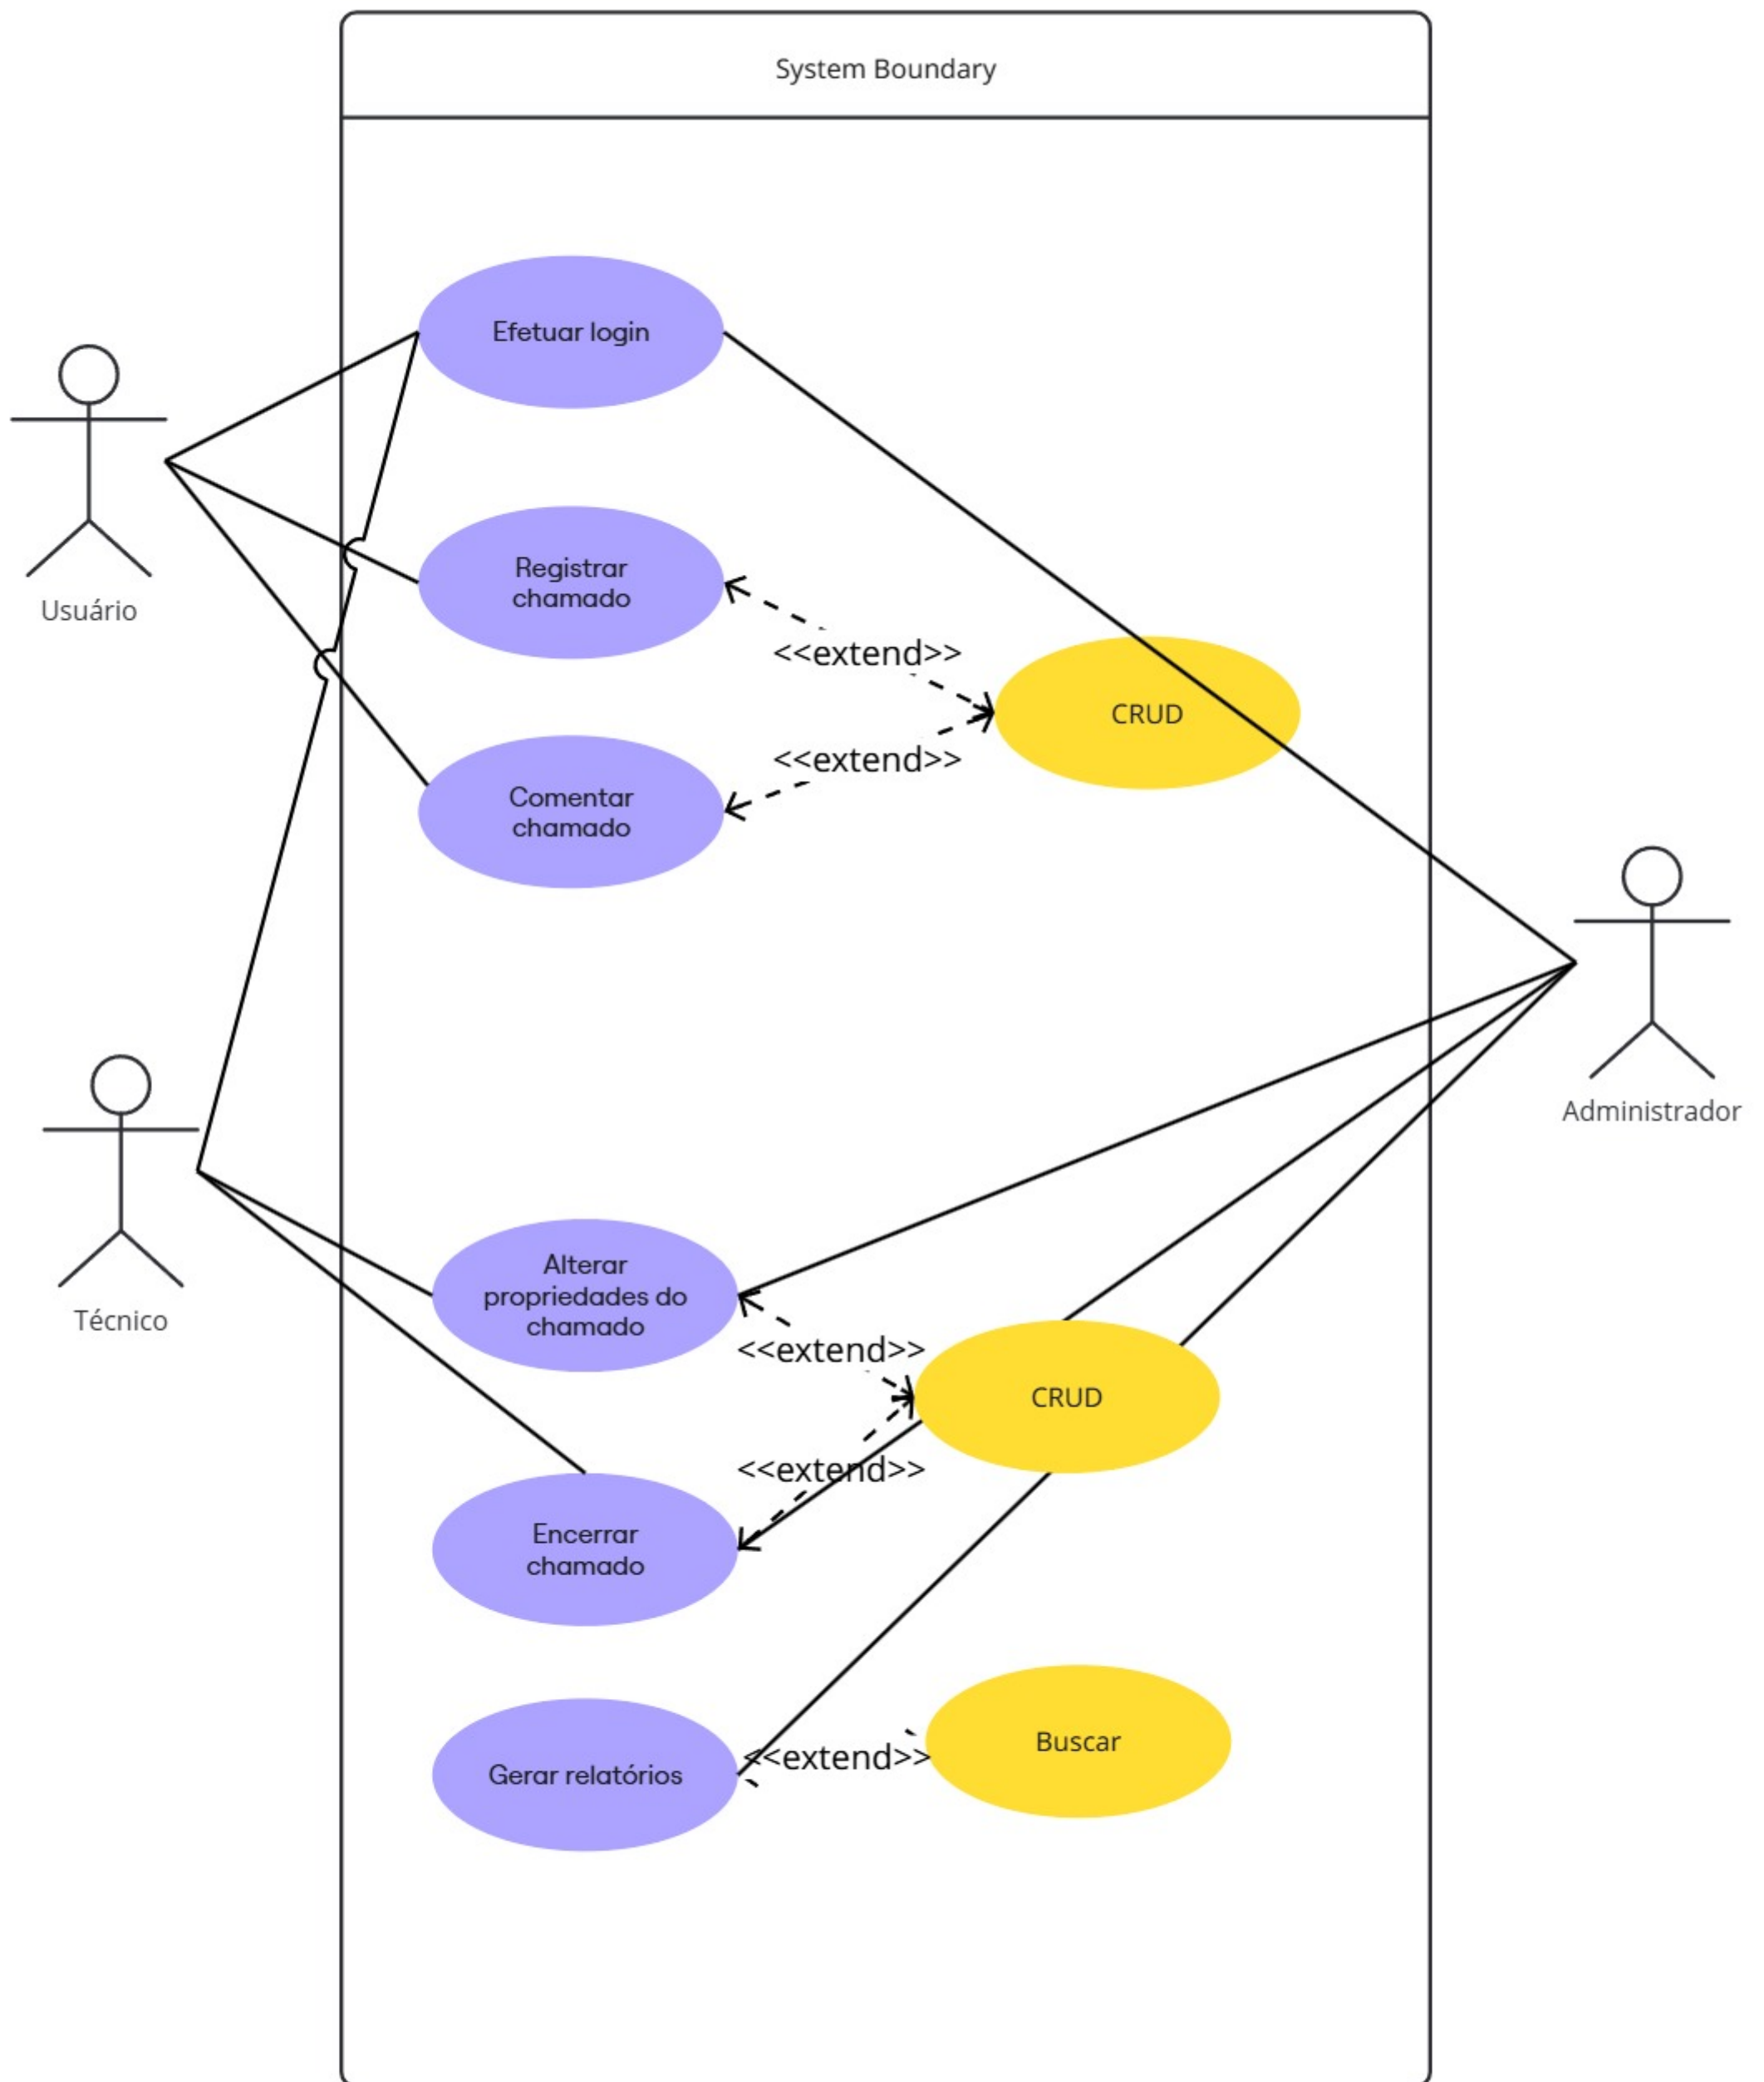 System Boundary
Efetuar login
Usuário
Registrar
chamado
<<extend>>
CRUD
<<extend>>
Comentar
chamado
Administrador
Técnico
Alterar
propriedades do
chamado
<<extend>>
CRUD
<<extend>>
Encerrar
chamado
Buscar
<<extend>>
Gerar relatórios